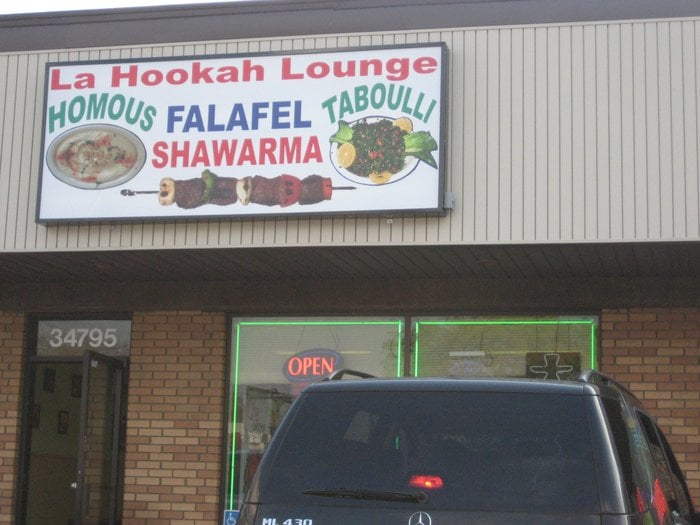 La Hookah Lounge
HOMOUS FALAFEL TABOULLI
SHAWARMA
34795
OPEN
ML 430